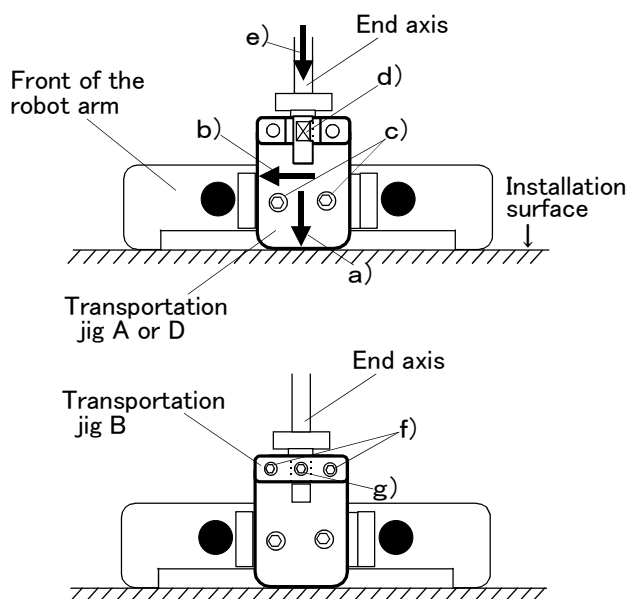 e)
End axis
Front of the
robot arm
d)
b)
c)
Installation
surface
a)
Transportation
jig A or D
End axis
Transportation
jig B
f)
g)